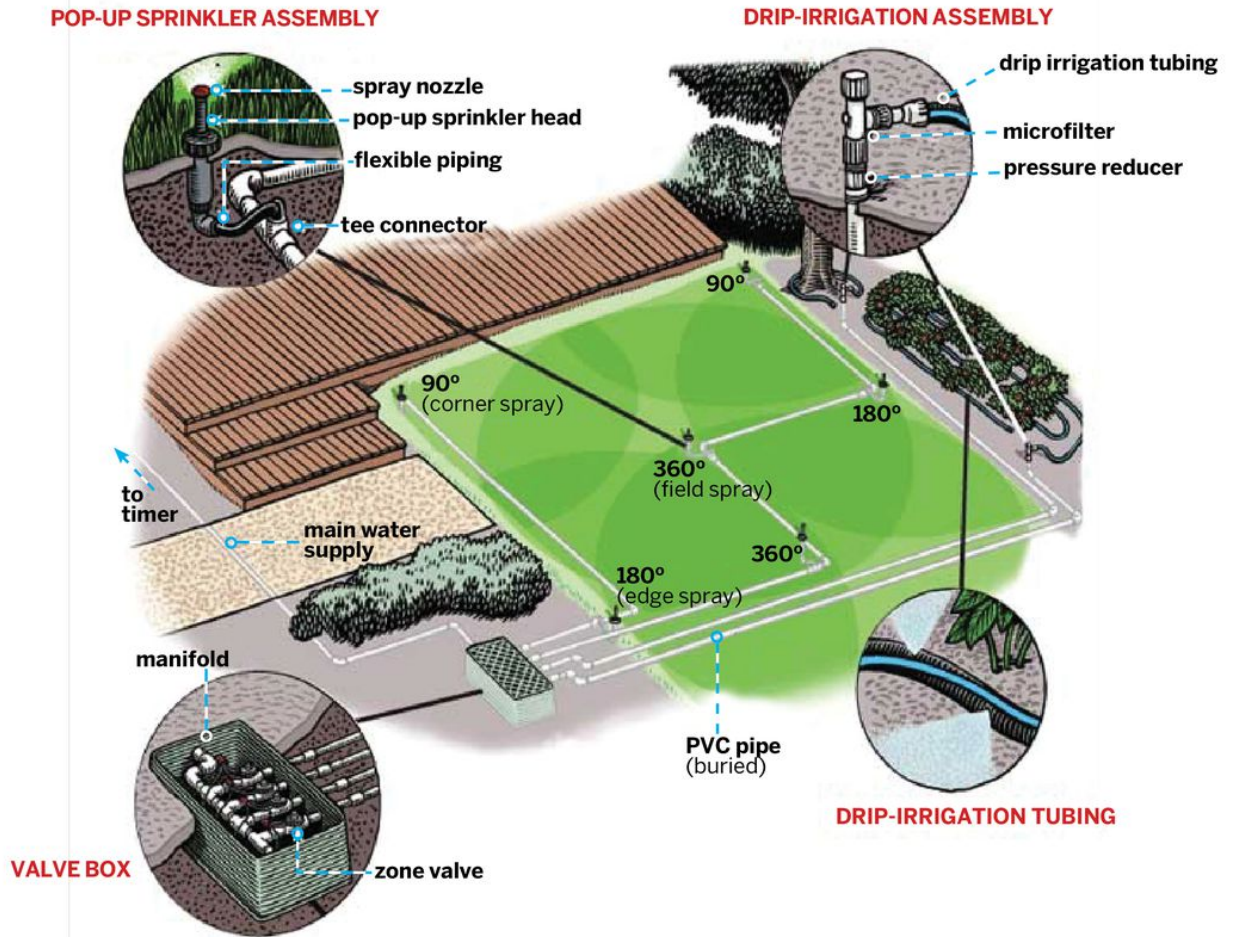 POP-UP SPRINKLER ASSEMBLY
spray nozzle
pop-up sprinkler head
flexible piping
tee connector
DRIP-IRRIGATION ASSEMBLY
drip irrigation tubing
microfilter
pressure reducer
90º
90º
(corner spray)
180º
360º
(field spray)
to
timer
main water
supply
360º
180º
(edge spray)
manifold
PVC pipe
(buried)
DRIP-IRRIGATION TUBING
VALVE BOX
zone valve